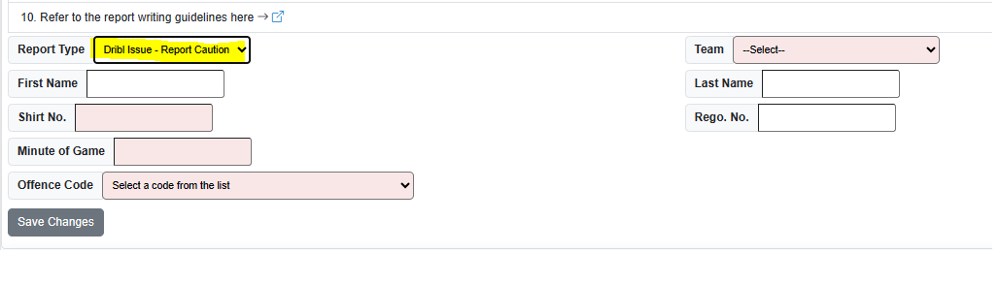 10. Refer to the report writing guidelines here →
Report Type Dribl Issue - Report Caution Team --Select--
First Name Last Name
Shirt No. Rego. No.
Minute of Game
Offence Code Select a code from the list
Save Changes